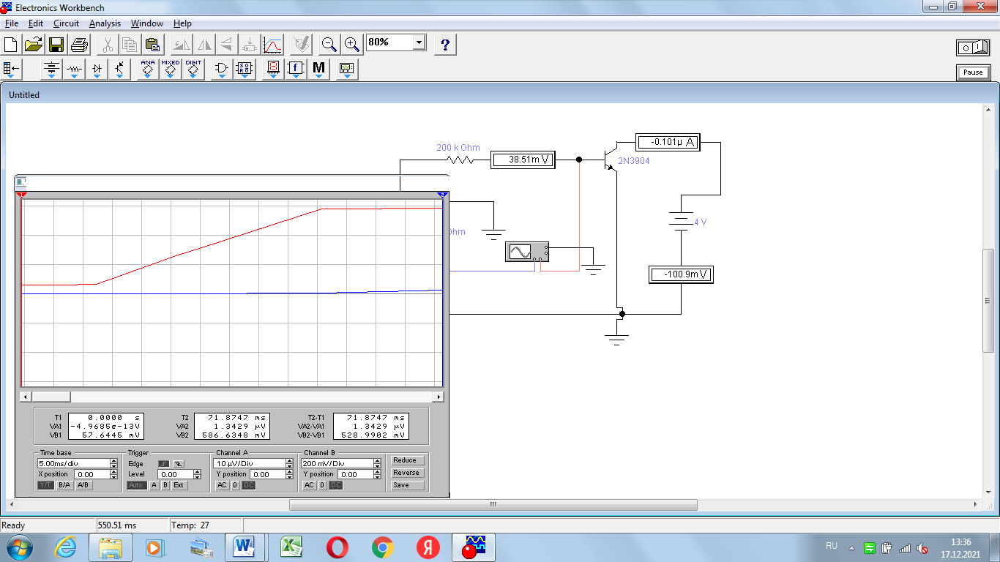 Electronics Workbench
File Edit Circuit Analysis Window Help
80%
?
ANA MIXED DIGIT
f M
O I
Pause
Untitled
200 k Ohm
38.51m V
-0.101µ A
2N3904
4 V
Ohm
-100.9mV
1
2
T1 0.0000 s
VA1 -4.9685e-13V
VB1 57.6445 mV
T2 71.8747 ms
VA2 1.3429 µV
VB2 586.6348 mV
T2-T1 71.8747 ms
VA2-VA1 1.3429 µV
VB2-VB1 528.9902 mV
Time base
5.00ms/div
X position 0.00
Y/T B/A A/B
Trigger
Edge
Level 0.00
Auto A B Ext
Channel A
10 µV/Div
Y position 0.00
AC 0 DC
Channel B
200 mV/Div
Y position 0.00
AC 0 DC
Reduce
Reverse
Save
Ready 550.51 ms Temp: 27
RU
13:36
17.12.2021